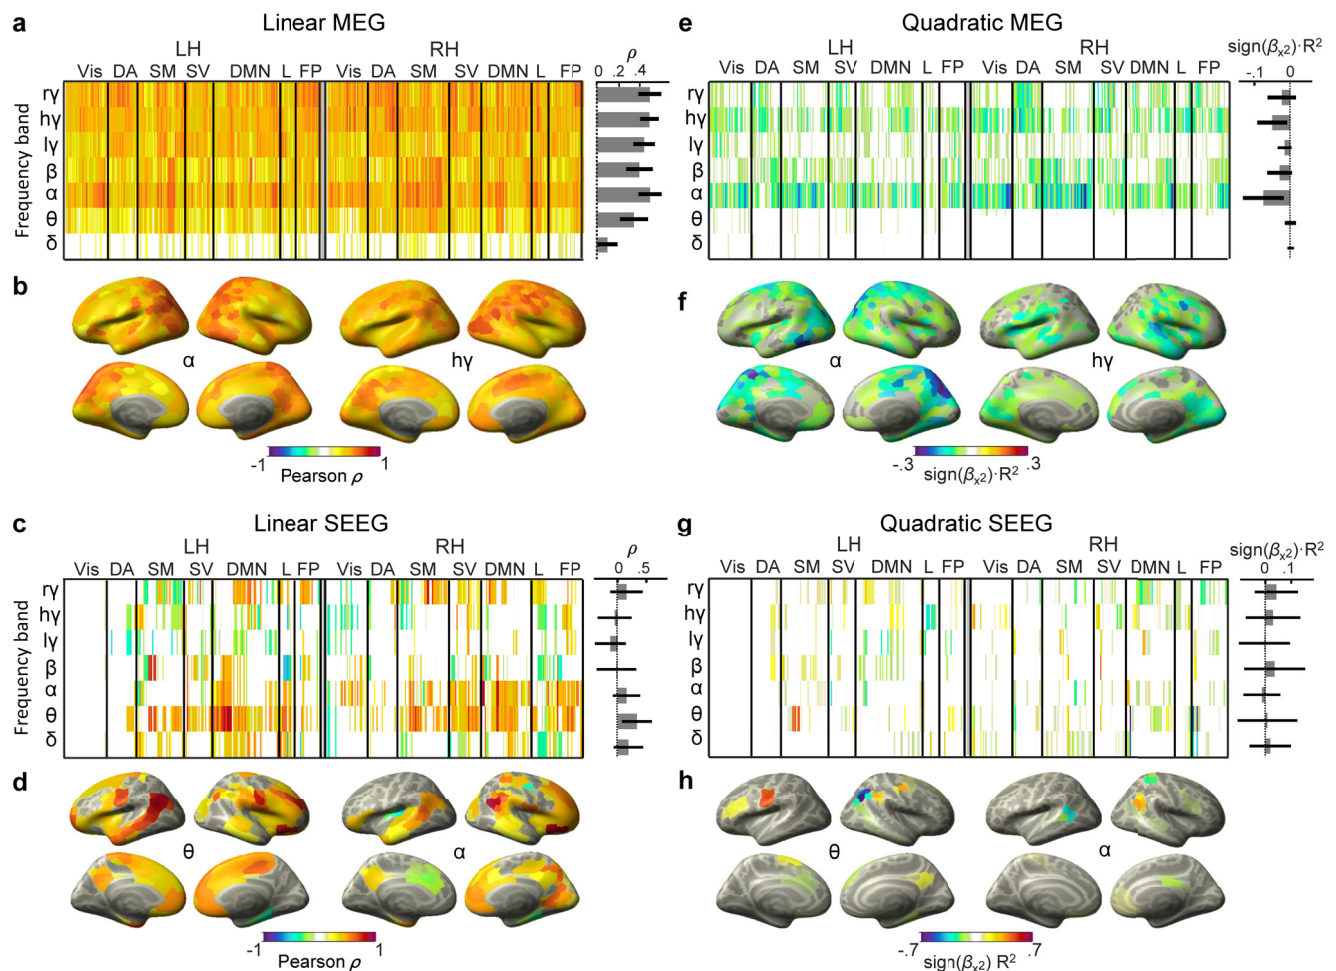 a Linear MEG
LH RH
Vis DA SM SV DMN L FP Vis DA SM SV DMN L FP
ρ
0 .2 .4
Frequency band
rγ
hγ
lγ
β
α
θ
δ
b
α hγ
-1 1
Pearson ρ
c Linear SEEG
LH RH
Vis DA SM SV DMN L FP Vis DA SM SV DMN L FP
ρ
0 .5
Frequency band
rγ
hγ
lγ
β
α
θ
δ
d
θ α
-1 1
Pearson ρ
e Quadratic MEG
LH RH
Vis DA SM SV DMN L FP Vis DA SM SV DMN L FP
sign(βx2)·R²
-.1 0
rγ
hγ
lγ
β
α
θ
δ
f
α hγ
-.3 .3
sign(βx2)·R²
g Quadratic SEEG
LH RH
Vis DA SM SV DMN L FP Vis DA SM SV DMN L FP
sign(βx2)·R²
0 0.1
rγ
hγ
lγ
β
α
θ
δ
h
θ α
-.7 .7
sign(βx2) R²